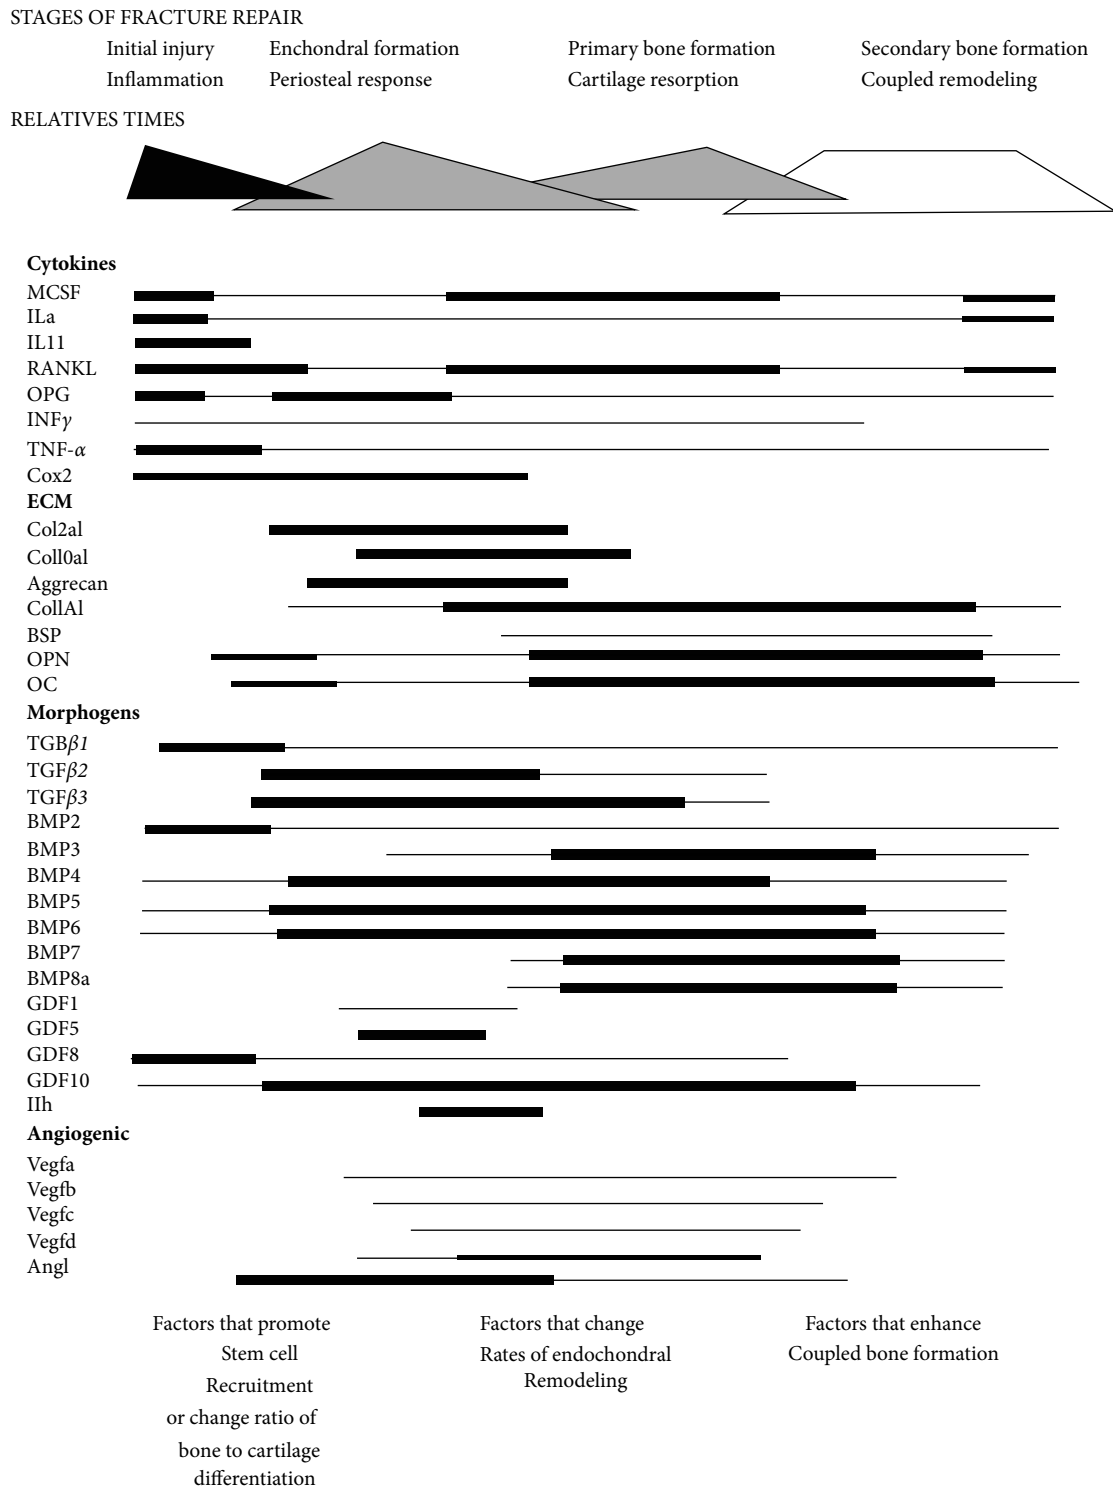 STAGES OF FRACTURE REPAIR
Initial injury Enchondral formation Primary bone formation Secondary bone formation
Inflammation Periosteal response Cartilage resorption Coupled remodeling
RELATIVES TIMES
Cytokines
MCSF
ILa
IL11
RANKL
OPG
INFγ
TNF-α
Cox2
ECM
Col2al
Coll0al
Aggrecan
CollAl
BSP
OPN
OC
Morphogens
TGBβ1
TGFβ2
TGFβ3
BMP2
BMP3
BMP4
BMP5
BMP6
BMP7
BMP8a
GDF1
GDF5
GDF8
GDF10
IIh
Angiogenic
Vegfa
Vegfb
Vegfc
Vegfd
Angl
Factors that promote
Stem cell
Recruitment
or change ratio of
bone to cartilage
differentiation
Factors that change
Rates of endochondral
Remodeling
Factors that enhance
Coupled bone formation